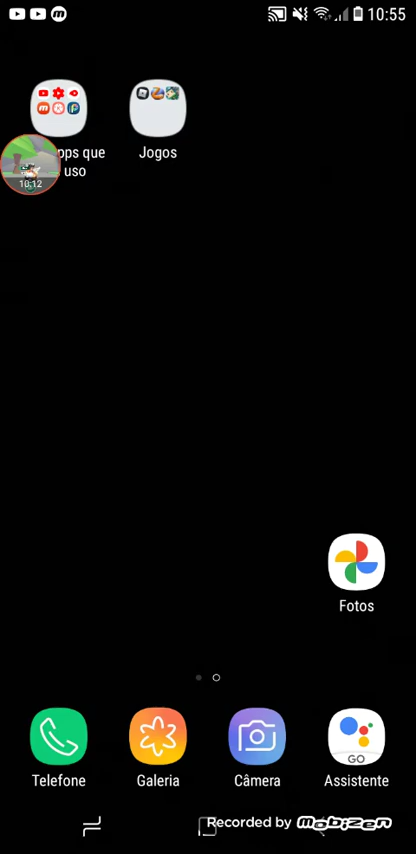 10:55
pps que
uso
Jogos
10:12
Fotos
GO
Telefone
Galeria
Câmera
Assistente
Recorded by mobizen